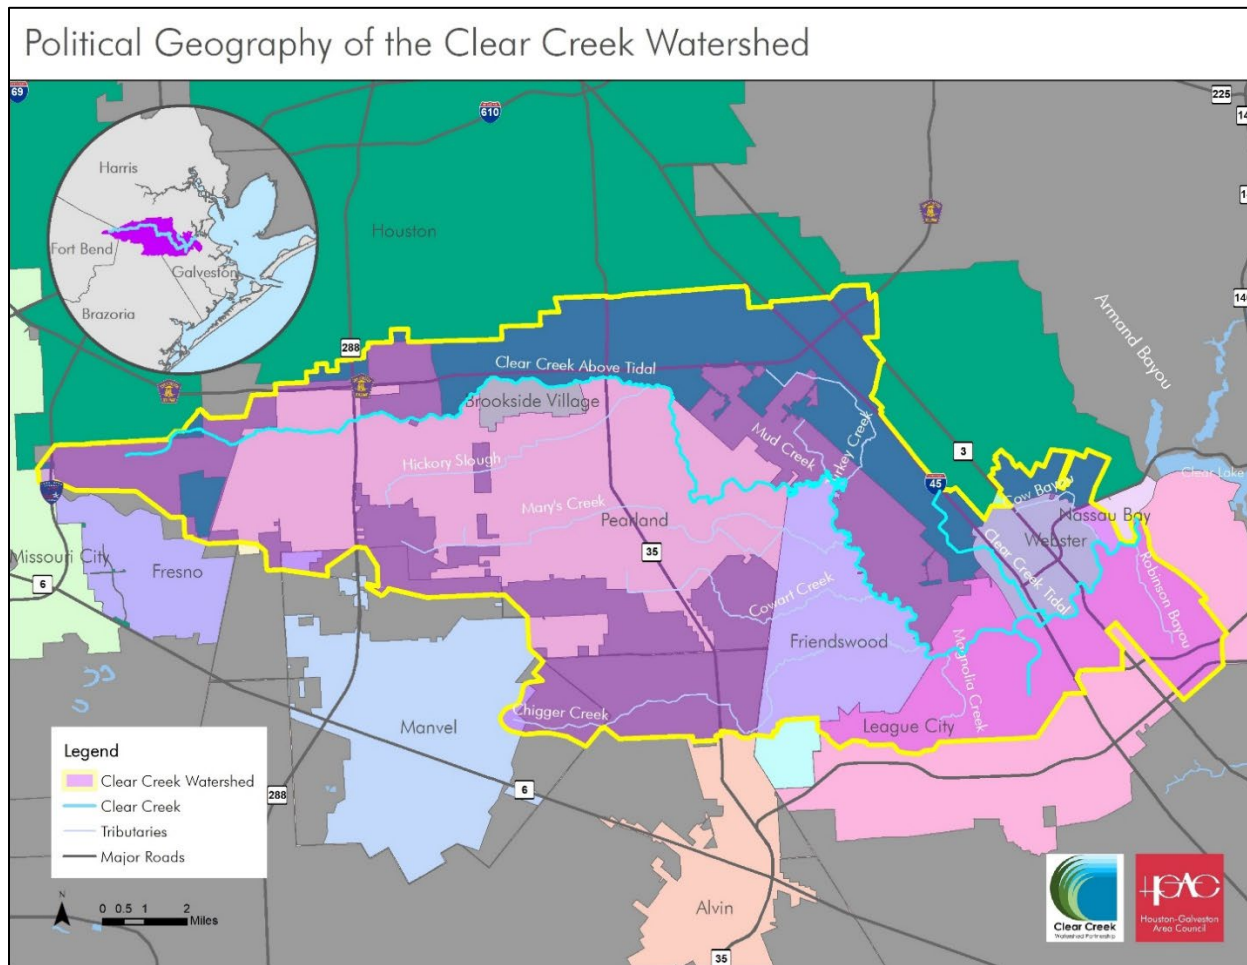 Political Geography of the Clear Creek Watershed
69
610
225
Harris
Fort Bend
Galveston
Brazoria
Houston
Armand Bayou
288
Clear Creek Above Tidal
Brookside Village
Hickory Slough
Mud Creek
Turkey Creek
3
45
Cow Bayou
Clear Lake
Nassau Bay
Webster
Mary's Creek
Pearland
35
Clear Creek Tidal
Robinson Bayou
Missouri City
6
Fresno
Cowart Creek
Friendswood
Magnolia Creek
Chigger Creek
League City
Manvel
288
6
Alvin
35
Legend
Clear Creek Watershed
Clear Creek
Tributaries
Major Roads
N
0 0.5 1 2
Miles
Clear Creek
Watershed Partnership
HGAC
Houston-Galveston
Area Council